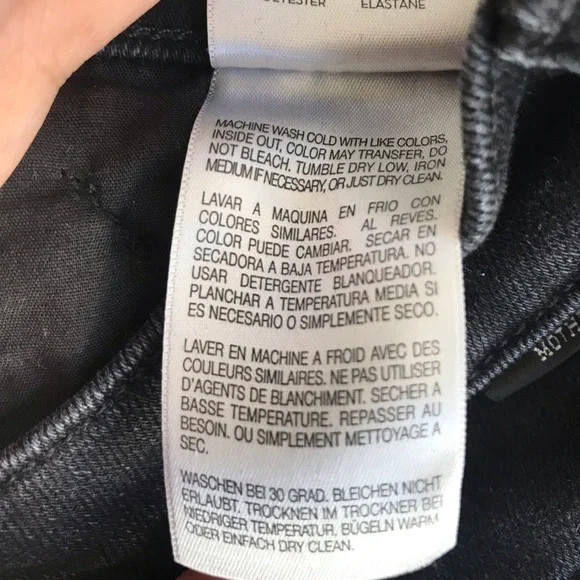 ELASTANE
MACHINE WASH COLD WITH LIKE COLORS,
INSIDE OUT, COLOR MAY TRANSFER, DO
NOT BLEACH. TUMBLE DRY LOW, IRON
MEDIUM IF NECESSARY, OR JUST DRY CLEAN.
LAVAR A MAQUINA EN FRIO CON
COLORES SIMILARES. AL REVES.
COLOR PUEDE CAMBIAR. SECAR EN
SECADORA A BAJA TEMPERATURA. NO
USAR DETERGENTE BLANQUEADOR.
PLANCHAR A TEMPERATURA MEDIA SI
ES NECESARIO O SIMPLEMENTE SECO.
LAVER EN MACHINE A FROID AVEC DES
COULEURS SIMILAIRES. NE PAS UTILISER
D'AGENTS DE BLANCHIMENT. SECHER A
BASSE TEMPERATURE. REPASSER AU
BESOIN. OU SIMPLEMENT METTOYAGE A
SEC.
WASCHEN BEI 30 GRAD. BLEICHEN NICHT
ERLAUBT. TROCKNEN IM TROCKNER BEI
NIEDRIGER TEMPERATUR. BÜGELN WARM
ODER EINFACH DRY CLEAN.